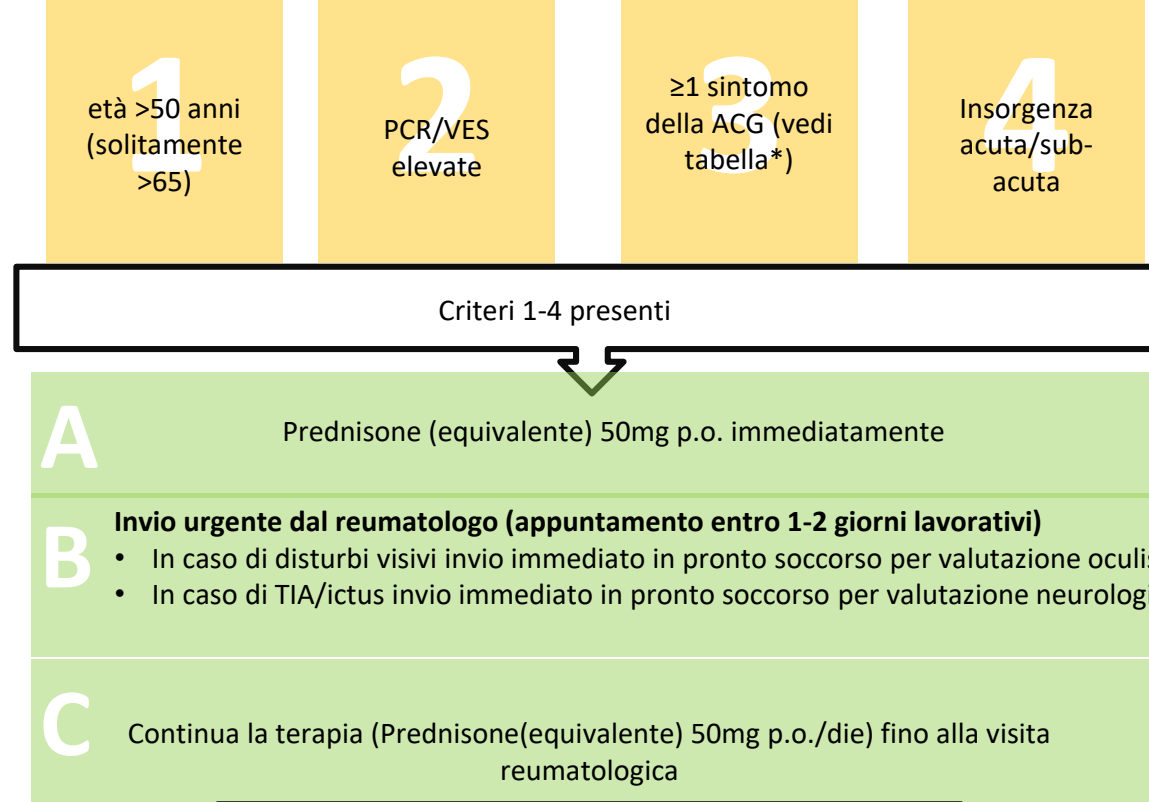 1
età >50 anni
(solitamente
>65)
2
PCR/VES
elevate
3
≥1 sintomo
della ACG (vedi
tabella*)
4
Insorgenza
acuta/sub-
acuta
Criteri 1-4 presenti
A
Prednisone (equivalente) 50mg p.o. immediatamente
B
Invio urgente dal reumatologo (appuntamento entro 1-2 giorni lavorativi)
• In caso di disturbi visivi invio immediato in pronto soccorso per valutazione
• In caso di TIA/ictus invio immediato in pronto soccorso per valutazione
C
Continua la terapia (Prednisone(equivalente) 50mg p.o./die) fino alla visita
reumatologica